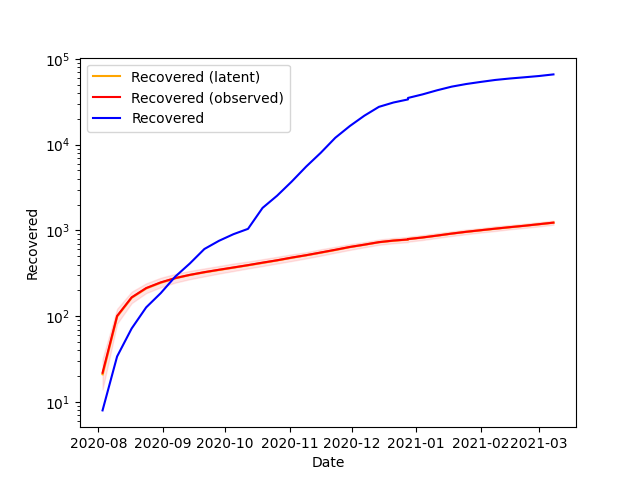 Recovered (latent)
Recovered (observed)
Recovered
10^5
10^4
10^3
10^2
10^1
Recovered
2020-08 2020-09 2020-10 2020-11 2020-12 2021-01 2021-02 2021-03
Date